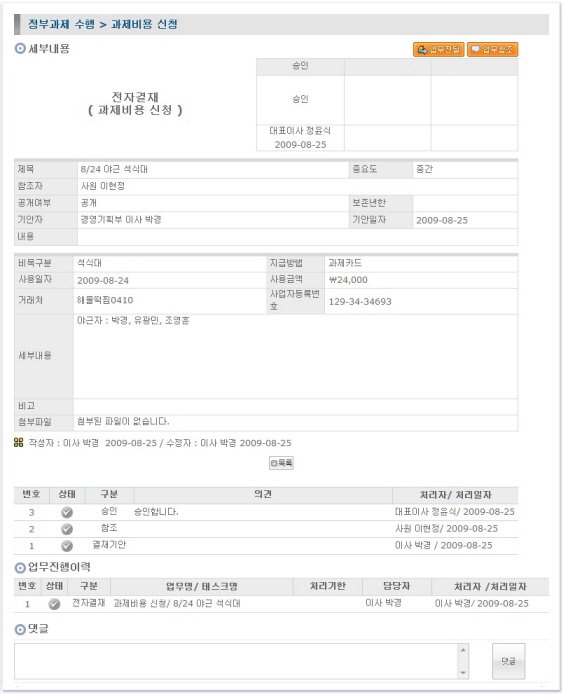 정부과제 수행 > 과제비용 신청
세부내용
업무전달 업무참조
승인
전자결재
( 과제비용 신청 )
승인
대표이사 정윤식
2009-08-25
제목 8/24 야근 석식대 중요도 중간
참조자 사원 이현정
공개여부 공개 보존년한
기안자 경영기획부 이사 박경 기안일자 2009-08-25
내용
비목구분 석식대 지급방법 과제카드
사용일자 2009-08-24 사용금액 ₩24,000
거래처 해물떡찜0410 사업자등록번호 129-34-34693
세부내용 야근자 : 박경, 유광민, 조영훈
비고
첨부파일 첨부된 파일이 없습니다.
작성자 : 이사 박경 2009-08-25 / 수정자 : 이사 박경 2009-08-25
목록
번호 상태 구분 의견 처리자/ 처리일자
3 승인 승인합니다. 대표이사 정윤식/ 2009-08-25
2 참조 사원 이현정/ 2009-08-25
1 결재기안 이사 박경 / 2009-08-25
업무진행이력
번호 상태 구분 업무명/ 태스크명 처리기한 담당자 처리자 /처리일자
1 전자결재 과제비용 신청/ 8/24 야근 석식대 이사 박경 이사 박경/ 2009-08-25
댓글
댓글